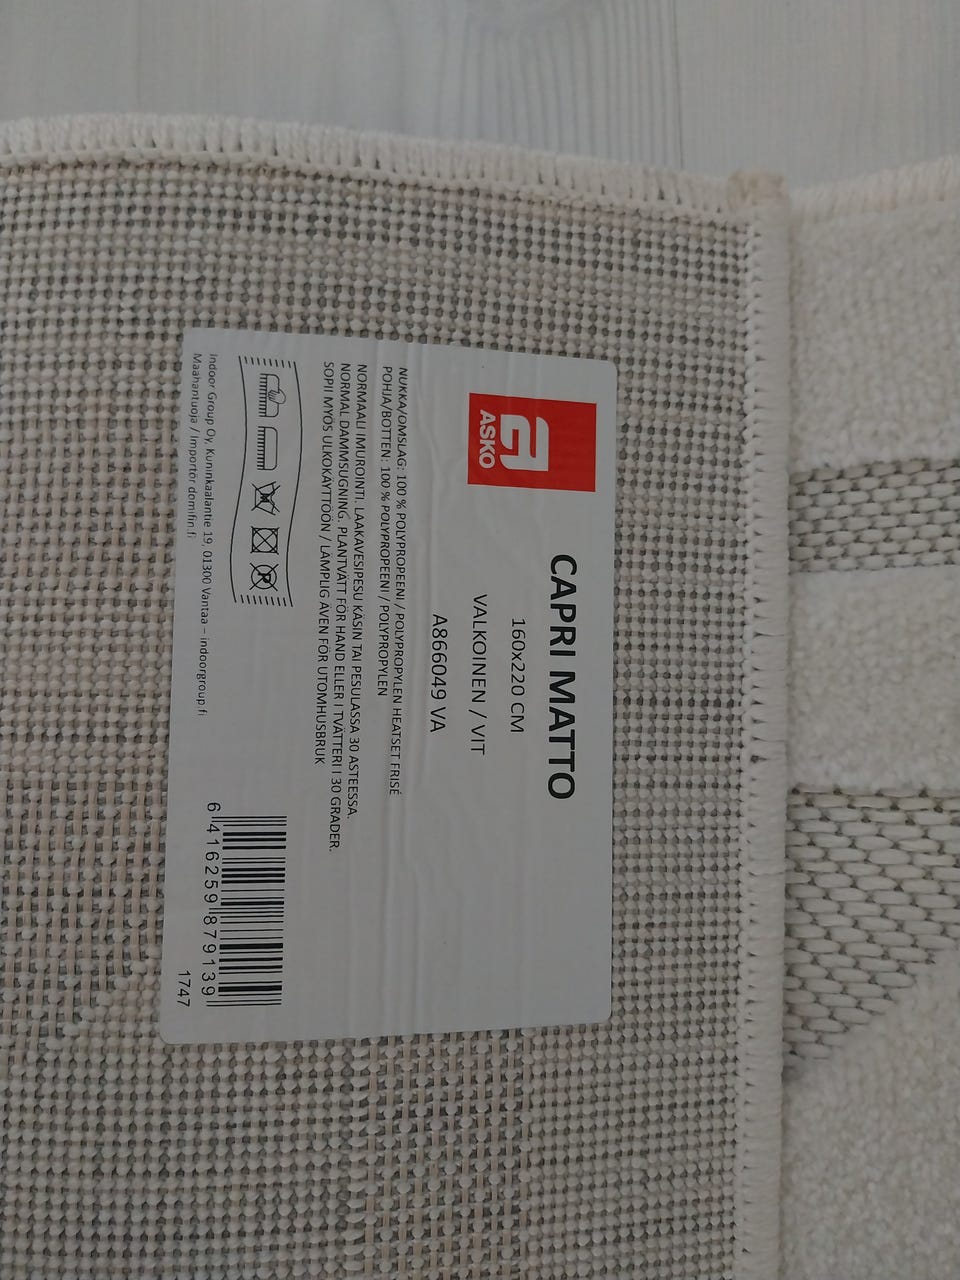 ASKO
CAPRI MATTO
160x220 CM
VALKOINEN / VIT
A866049 VA
NUKKA/OMSLAG: 100 % POLYPROPEENI / POLYPROPYLEN HEATSET FRISÉ
POHJA/BOTTEN: 100 % POLYPROPEENI / POLYPROPYLEN
NORMAALI IMUROINTI. LAAKAVESIPESU KÄSIN TAI PESULASSA 30 ASTEESSA.
NORMAL DAMMSUGNING. PLANTVÄTT FÖR HAND ELLER I TVÄTTERI I 30 GRADER.
SOPII MYÖS ULKOKÄYTTÖÖN / LÄMPLIG ÄVEN FÖR UTOMHUSBRUK
P
Indoor Group Oy, Kuninkaalantie 19, 01300 Vantaa – indoorgroup.fi
Maahantuoja / Importör domifin.fi
6 416259 879139
1747